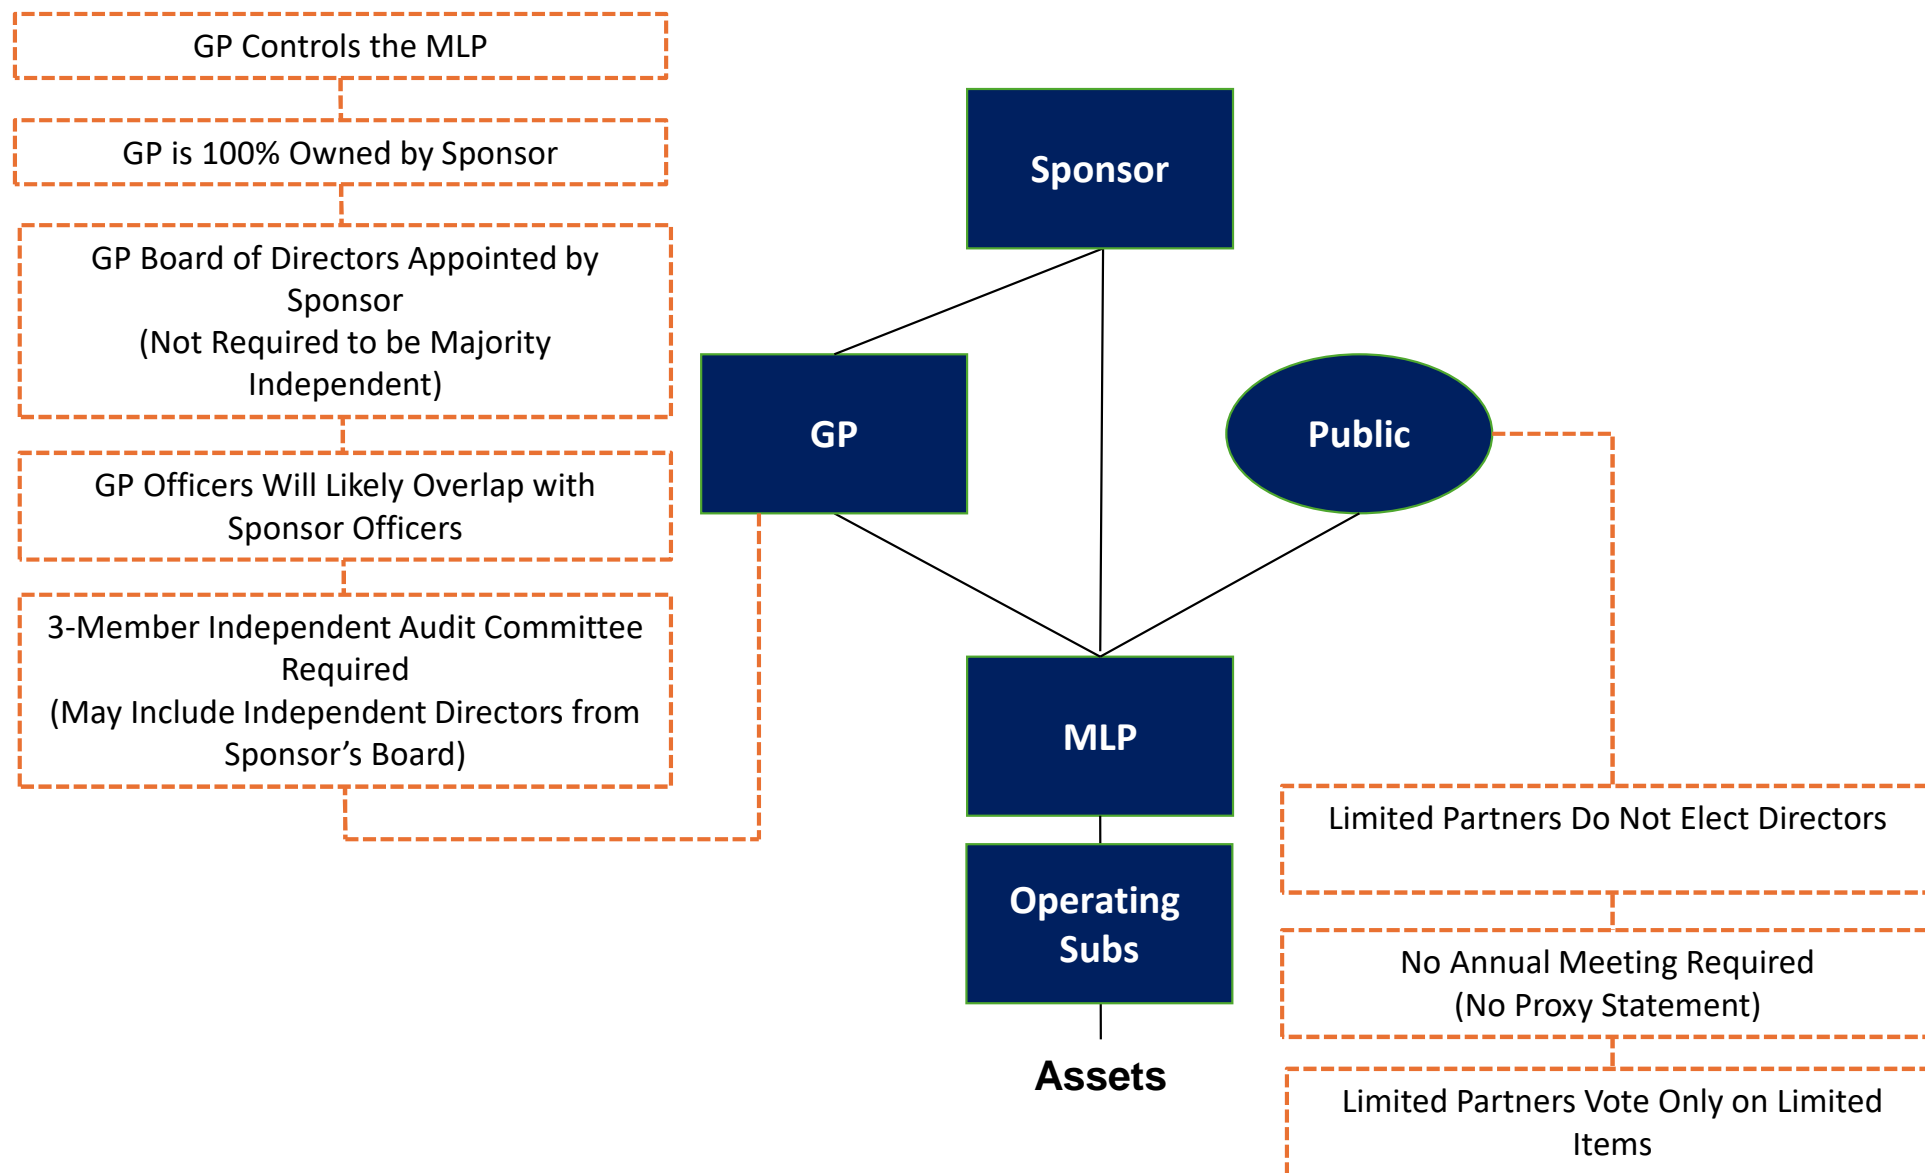 GP Controls the MLP
GP is 100% Owned by Sponsor
GP Board of Directors Appointed by
Sponsor
(Not Required to be Majority
Independent)
GP Officers Will Likely Overlap with
Sponsor Officers
3-Member Independent Audit Committee
Required
(May Include Independent Directors from
Sponsor’s Board)
Sponsor
GP
Public
MLP
Operating
Subs
Assets
Limited Partners Do Not Elect Directors
No Annual Meeting Required
(No Proxy Statement)
Limited Partners Vote Only on Limited
Items